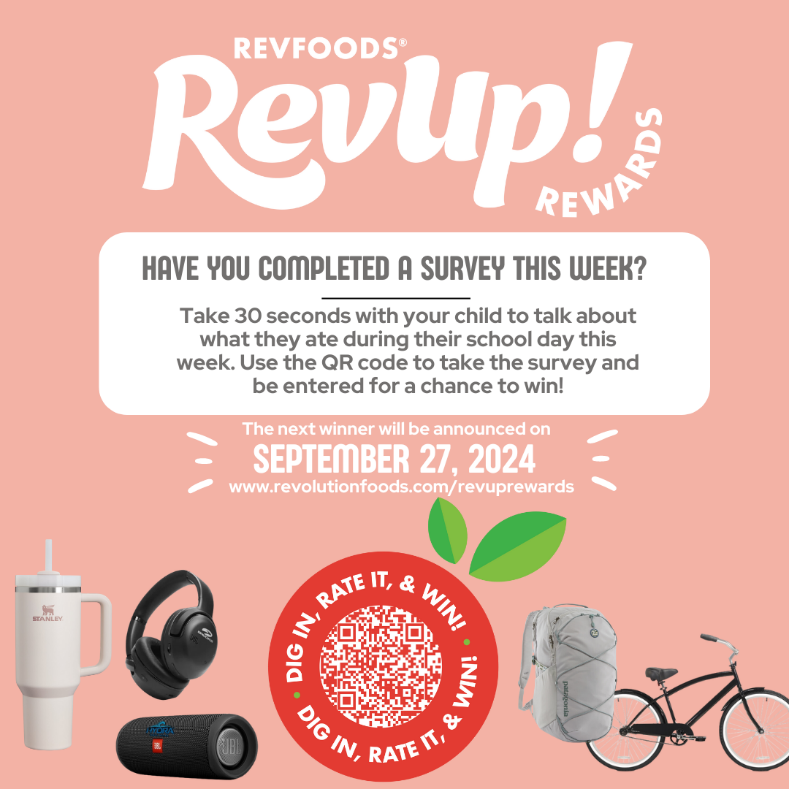 REVFOODS®
RevUp!
REWARDS
HAVE YOU COMPLETED A SURVEY THIS WEEK?
Take 30 seconds with your child to talk about
what they ate during their school day this
week. Use the QR code to take the survey and
be entered for a chance to win!
The next winner will be announced on
SEPTEMBER 27, 2024
www.revolutionfoods.com/revuprewards
DIG IN, RATE IT, & WIN!
DIG IN, RATE IT, & WIN!
STANLEY
JBL
JBL
patagonia